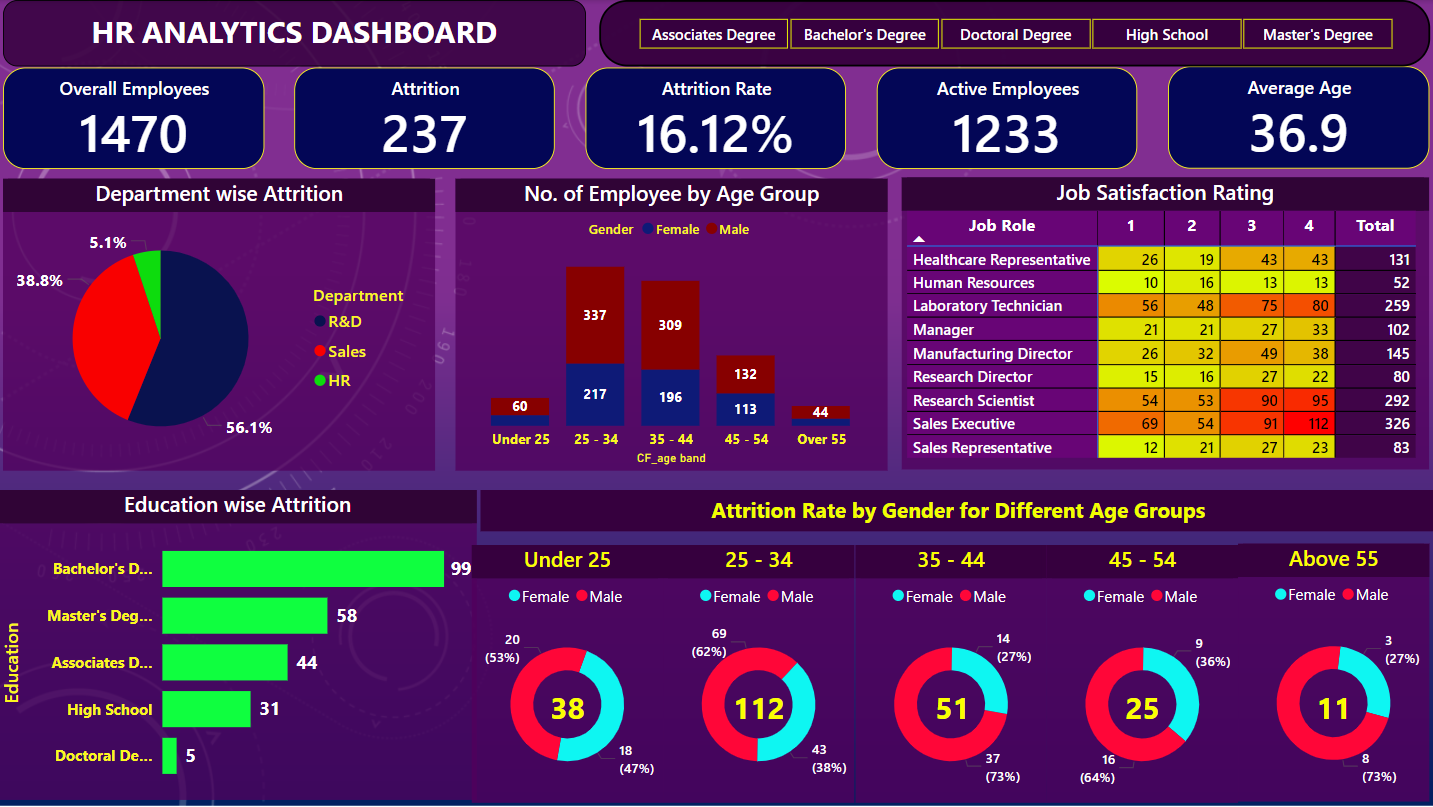 HR ANALYTICS DASHBOARD
Associates Degree Bachelor's Degree Doctoral Degree High School Master's Degree
Overall Employees
1470
Attrition
237
Attrition Rate
16.12%
Active Employees
1233
Average Age
36.9
Department wise Attrition
5.1%
38.8%
56.1%
Department
R&D
Sales
HR
No. of Employee by Age Group
Gender Female Male
60
337
217
309
196
132
113
44
Under 25 25 - 34 35 - 44 45 - 54 Over 55
CF_age band
Job Satisfaction Rating
Job Role 1 2 3 4 Total
Healthcare Representative 26 19 43 43 131
Human Resources 10 16 13 13 52
Laboratory Technician 56 48 75 80 259
Manager 21 21 27 33 102
Manufacturing Director 26 32 49 38 145
Research Director 15 16 27 22 80
Research Scientist 54 53 90 95 292
Sales Executive 69 54 91 112 326
Sales Representative 12 21 27 23 83
Education wise Attrition
Education
Bachelor's D... 99
Master's Deg... 58
Associates D... 44
High School 31
Doctoral De... 5
Attrition Rate by Gender for Different Age Groups
Under 25
Female Male
20
(53%)
38
18
(47%)
25 - 34
Female Male
69
(62%)
112
43
(38%)
35 - 44
Female Male
14
(27%)
51
37
(73%)
45 - 54
Female Male
9
(36%)
25
16
(64%)
Above 55
Female Male
3
(27%)
11
8
(73%)